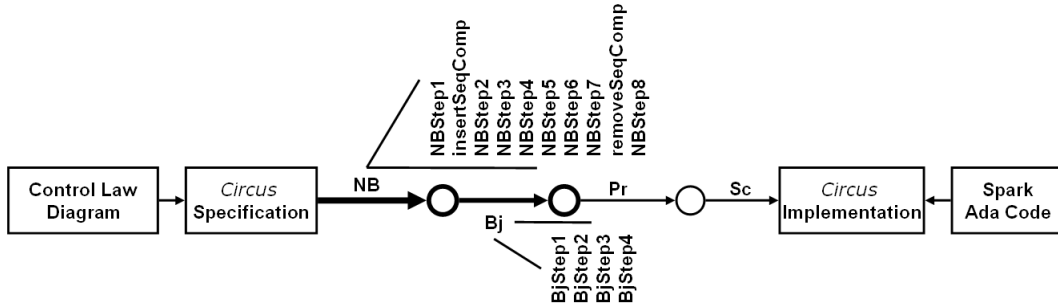 NBStep1
insertSeqComp
NBStep2
NBStep3
NBStep4
NBStep5
NBStep6
NBStep7
removeSeqComp
NBStep8
Control Law
Diagram
Circus
Specification
NB
Bj
Pr
Sc
Circus
Implementation
Spark
Ada Code
BjStep1
BjStep2
BjStep3
BjStep4